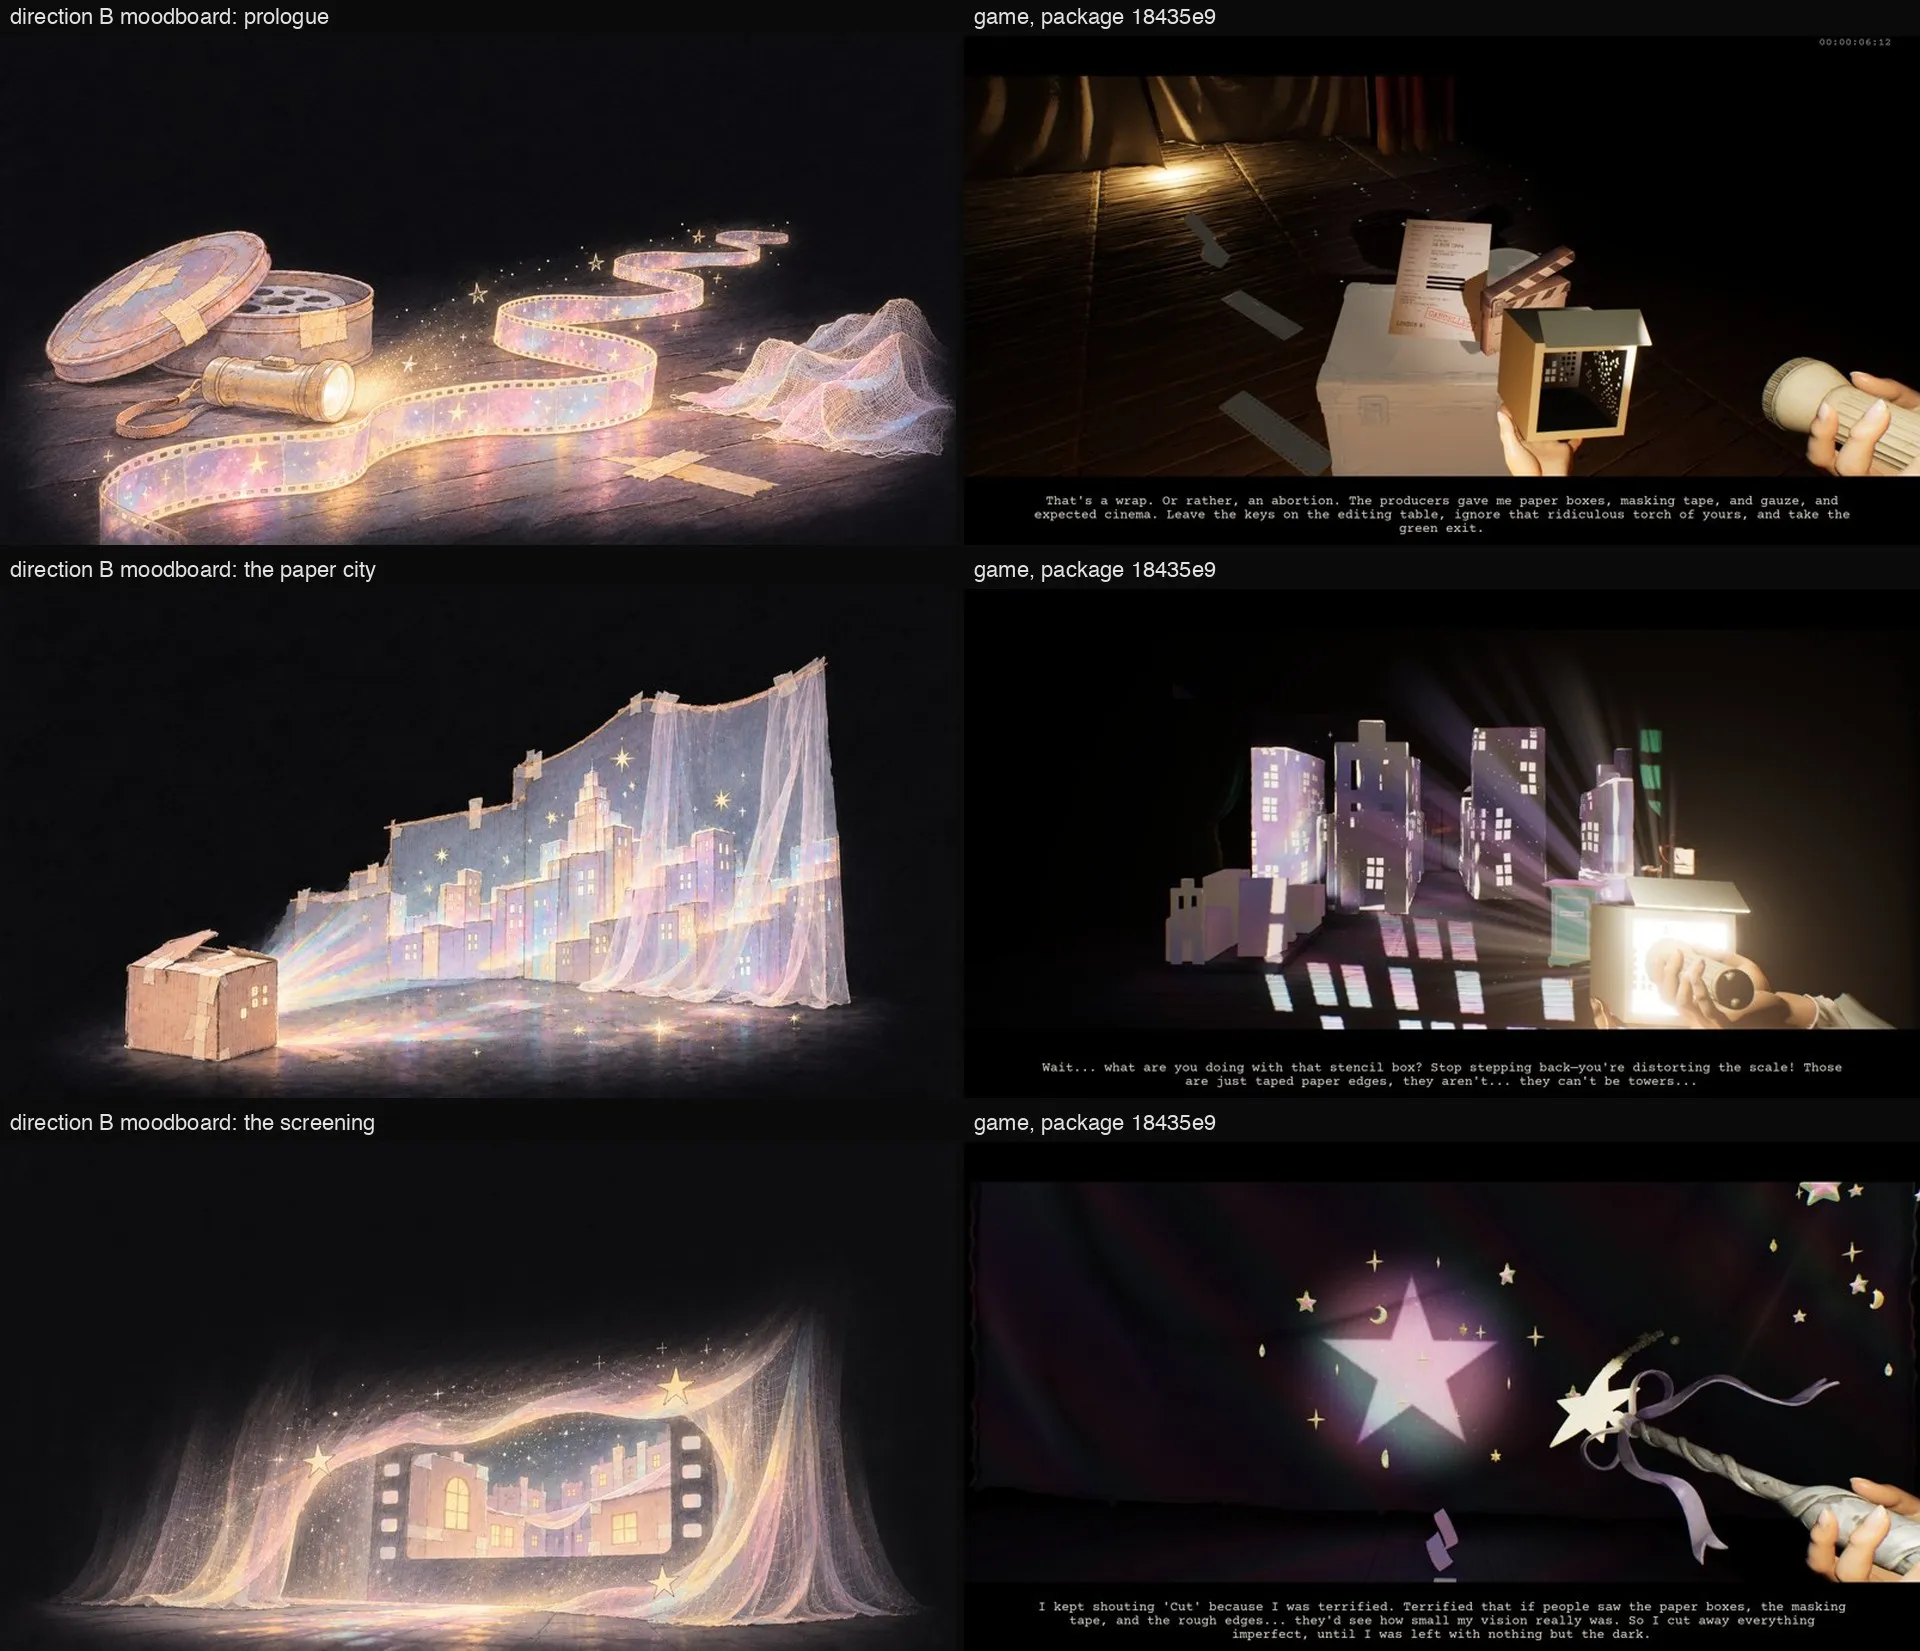 direction B moodboard: prologue
game, package 18435e9
00:00:06:12
CANCELLED
That's a wrap. Or rather, an abortion. The producers gave me paper boxes, masking tape, and gauze, and
expected cinema. Leave the keys on the editing table, ignore that ridiculous torch of yours, and take the
green exit.
direction B moodboard: the paper city
game, package 18435e9
Wait... what are you doing with that stencil box? Stop stepping back—you're distorting the scale! Those
are just taped paper edges, they aren't... they can't be towers...
direction B moodboard: the screening
game, package 18435e9
I kept shouting 'Cut' because I was terrified. Terrified that if people saw the paper boxes, the masking
tape, and the rough edges... they'd see how small my vision really was. So I cut away everything
imperfect, until I was left with nothing but the dark.